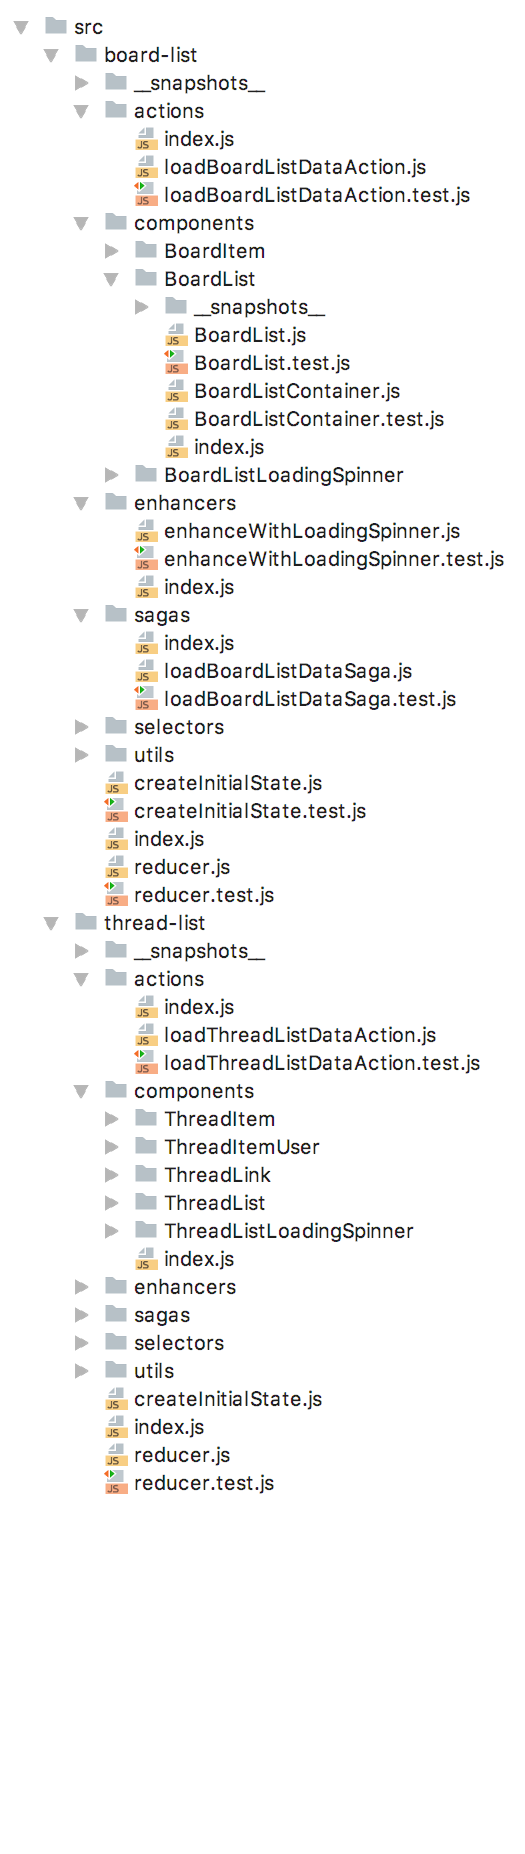 src
board-list
__snapshots__
actions
index.js
loadBoardListDataAction.js
loadBoardListDataAction.test.js
components
BoardItem
BoardList
__snapshots__
BoardList.js
BoardList.test.js
BoardListContainer.js
BoardListContainer.test.js
index.js
BoardListLoadingSpinner
enhancers
enhanceWithLoadingSpinner.js
enhanceWithLoadingSpinner.test.js
index.js
sagas
index.js
loadBoardListDataSaga.js
loadBoardListDataSaga.test.js
selectors
utils
createInitialState.js
createInitialState.test.js
index.js
reducer.js
reducer.test.js
thread-list
__snapshots__
actions
index.js
loadThreadListDataAction.js
loadThreadListDataAction.test.js
components
ThreadItem
ThreadItemUser
ThreadLink
ThreadList
ThreadListLoadingSpinner
index.js
enhancers
sagas
selectors
utils
createInitialState.js
index.js
reducer.js
reducer.test.js